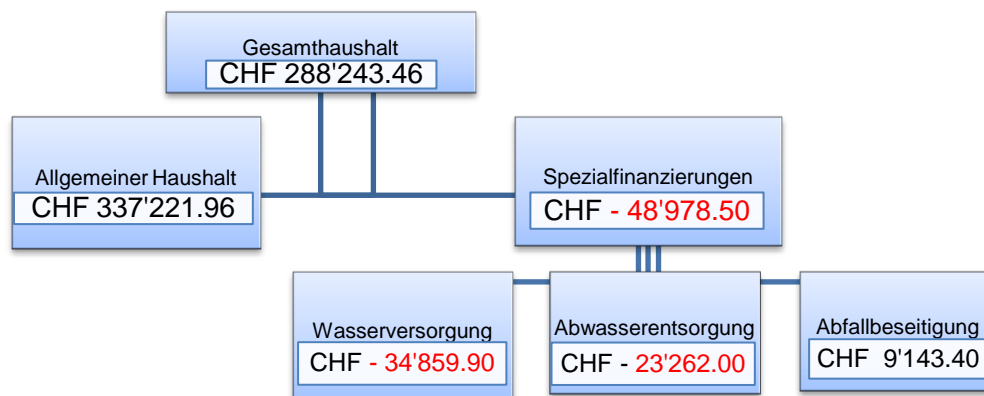 Gesamthaushalt
CHF 288'243.46
Allgemeiner Haushalt
CHF 337'221.96
Spezialfinanzierungen
CHF - 48'978.50
Wasserversorgung
CHF - 34'859.90
Abwasserentsorgung
CHF - 23'262.00
Abfallbeseitigung
CHF 9'143.40